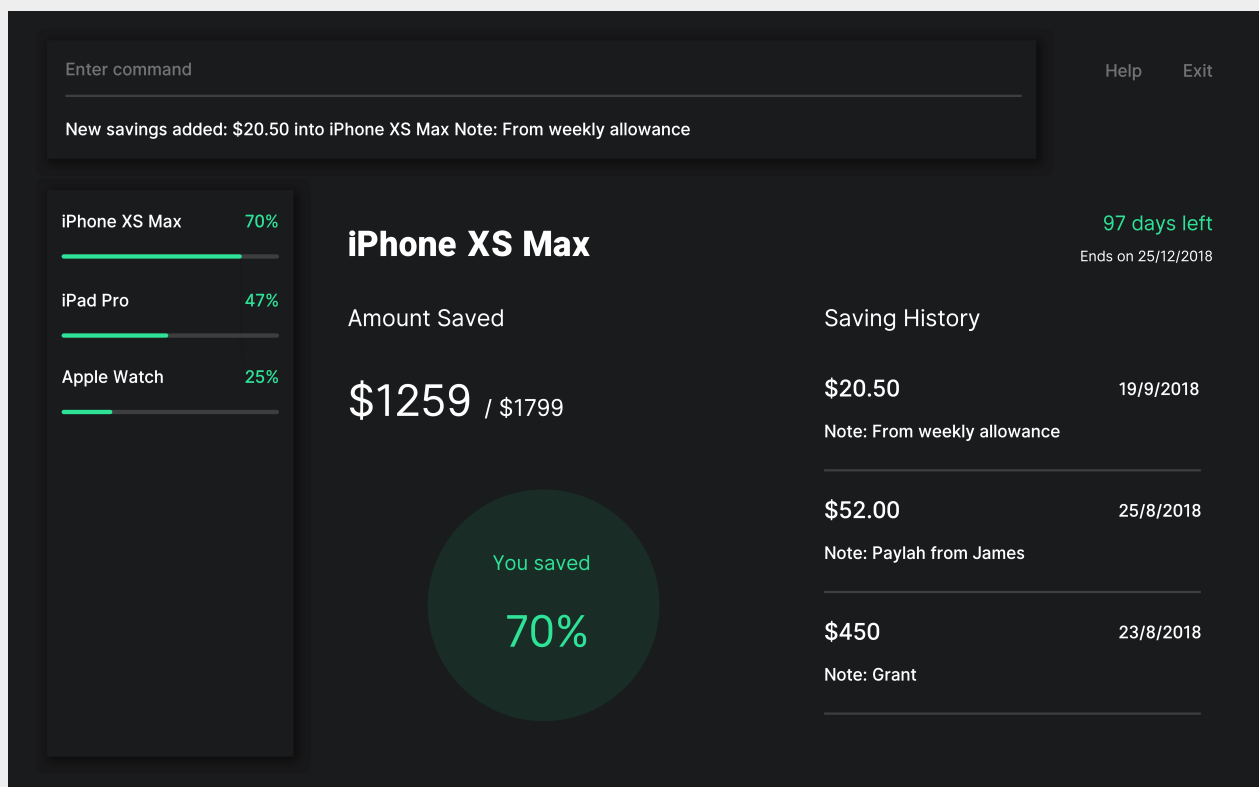 Enter command
Help Exit
New savings added: $20.50 into iPhone XS Max Note: From weekly allowance
iPhone XS Max 70%
iPad Pro 47%
Apple Watch 25%
iPhone XS Max
97 days left
Ends on 25/12/2018
Amount Saved
$1259 / $1799
You saved
70%
Saving History
$20.50 19/9/2018
Note: From weekly allowance
$52.00 25/8/2018
Note: Paylah from James
$450 23/8/2018
Note: Grant